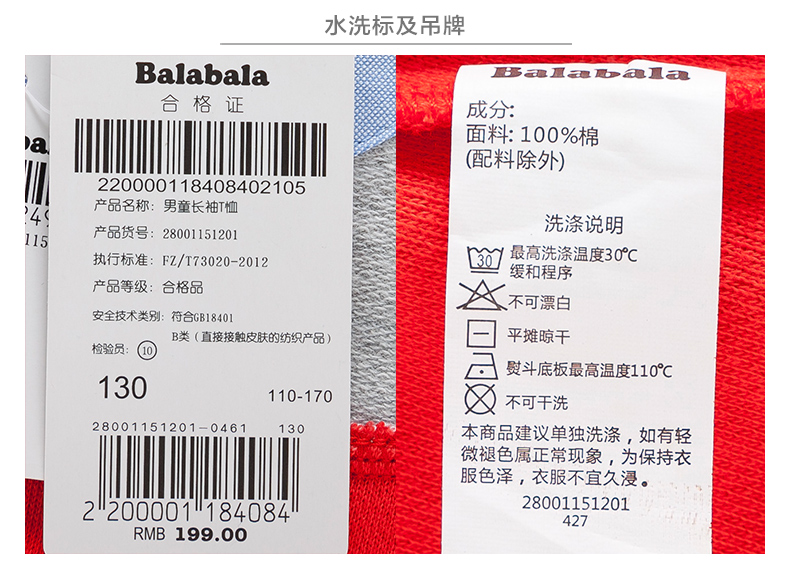 水洗标及吊牌
Balabala
合格证
220000118408402105
产品名称: 男童长袖T恤
产品货号: 28001151201
执行标准: FZ/T73020-2012
产品等级: 合格品
安全技术类别: 符合GB18401
B类 (直接接触皮肤的纺织产品)
检验员: 10
130
110-170
28001151201-0461 130
2 200001 184084
RMB 199.00
Balabala
成分:
面料: 100%棉
(配料除外)
洗涤说明
30 最高洗涤温度30℃
缓和程序
不可漂白
平摊晾干
熨斗底板最高温度110℃
不可干洗
本商品建议单独洗涤，如有轻
微褪色属正常现象，为保持衣
服色泽，衣服不宜久浸。
28001151201
427